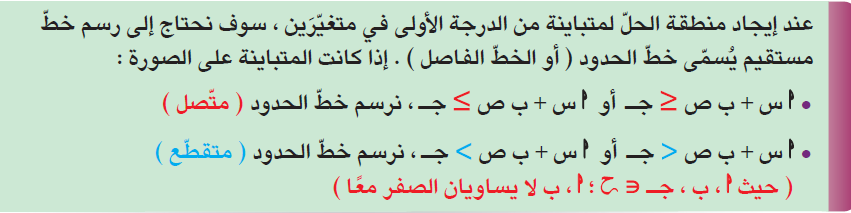 عند إيجاد منطقة الحلّ لمتباينة من الدرجة الأولى في متغيّرَين ، سوف نحتاج إلى رسم خطّ
مستقيم يُسمّى خطّ الحدود ( أو الخطّ الفاصل ) . إذا كانت المتباينة على الصورة :
• ا س + ب ص ≥ جـ أو ا س + ب ص ≤ جـ ، نرسم خطّ الحدود ( متّصل )
• ا س + ب ص > جـ أو ا س + ب ص < جـ ، نرسم خطّ الحدود ( متقطّع )
( حيث ا ، ب ، جـ ∈ ح ؛ ا ، ب لا يساويان الصفر معًا )